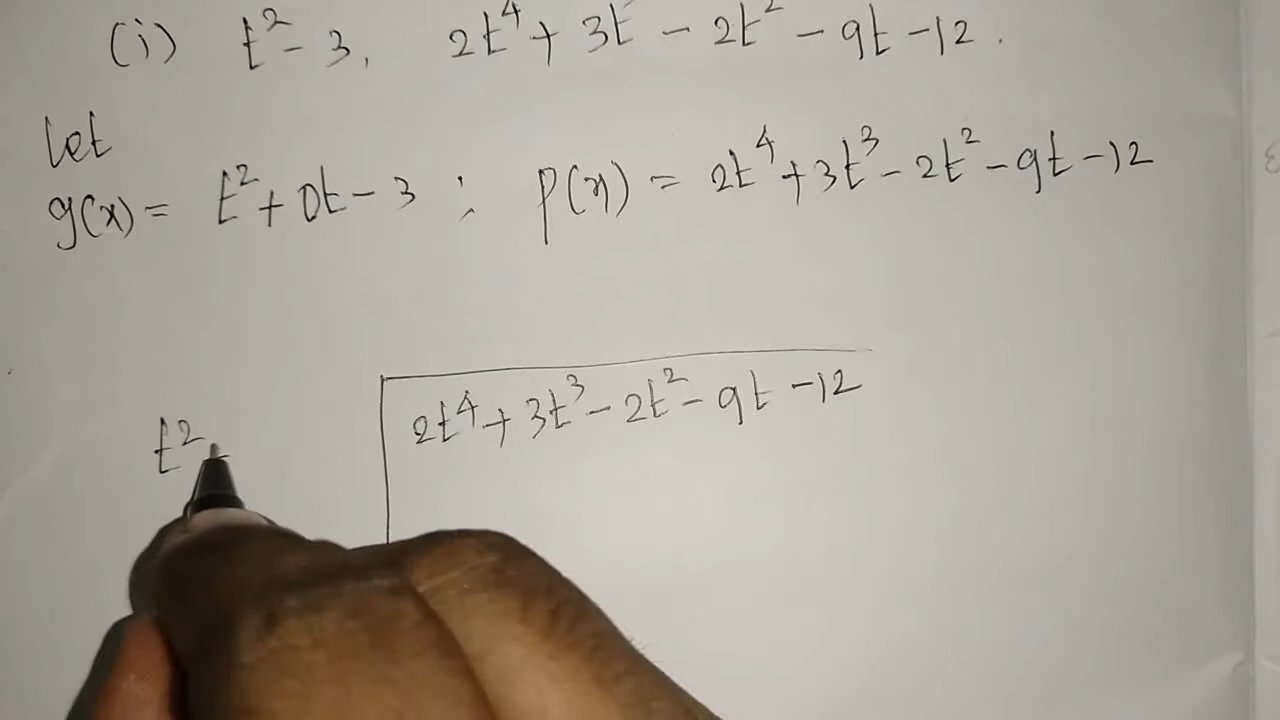 (i) t² - 3, 2t⁴ + 3t - 2t² - 9t - 12.
let
g(x) = t² + 0t - 3 ; p(x) = 2t⁴ + 3t³ - 2t² - 9t - 12
2t⁴ + 3t³ - 2t² - 9t - 12
t²